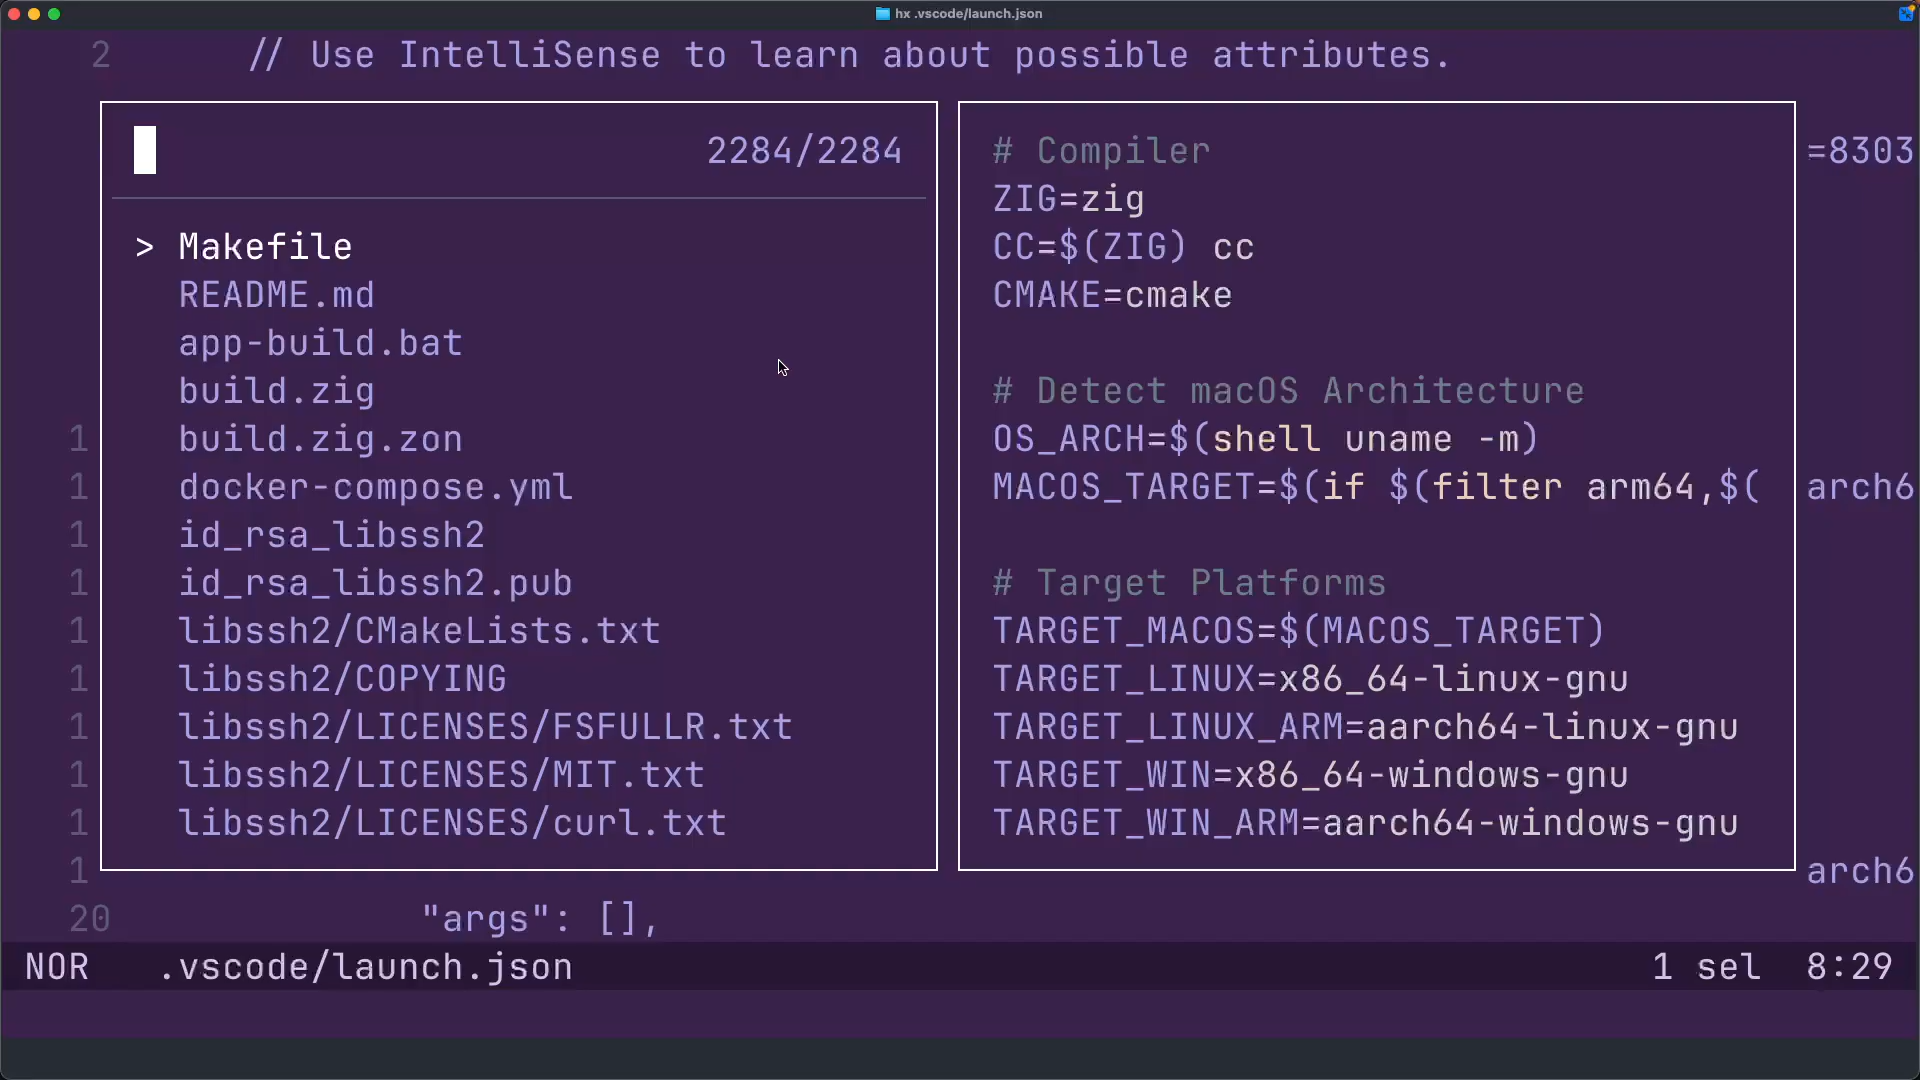 hx .vscode/launch.json
2 // Use IntelliSense to learn about possible attributes.
2284/2284
> Makefile
README.md
app-build.bat
build.zig
build.zig.zon
docker-compose.yml
id_rsa_libssh2
id_rsa_libssh2.pub
libssh2/CMakeLists.txt
libssh2/COPYING
libssh2/LICENSES/FSFULLR.txt
libssh2/LICENSES/MIT.txt
libssh2/LICENSES/curl.txt
# Compiler
ZIG=zig
CC=$(ZIG) cc
CMAKE=cmake
# Detect macOS Architecture
OS_ARCH=$(shell uname -m)
MACOS_TARGET=$(if $(filter arm64,$(
# Target Platforms
TARGET_MACOS=$(MACOS_TARGET)
TARGET_LINUX=x86_64-linux-gnu
TARGET_LINUX_ARM=aarch64-linux-gnu
TARGET_WIN=x86_64-windows-gnu
TARGET_WIN_ARM=aarch64-windows-gnu
=8303
arch6
arch6
1
1
1
1
1
1
1
1
1
1
20 "args": [],
NOR .vscode/launch.json 1 sel 8:29